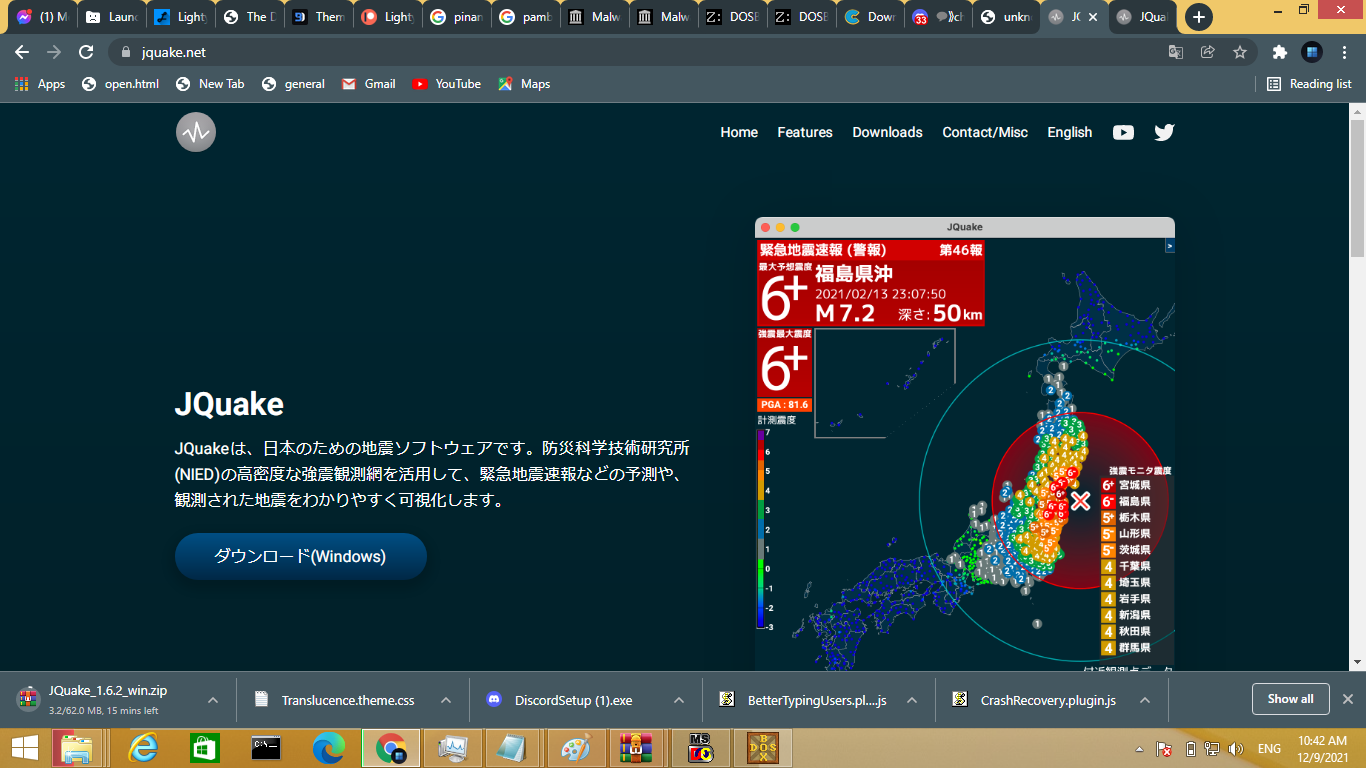 (1) M
Launc
Lighty
The D
Them
Lighty
pinan
pamb
Malw
Malw
DOSE
DOSE
Down
33
ch
unkn
JC
JQua
jquake.net
Apps
open.html
New Tab
general
Gmail
YouTube
Maps
Reading list
Home
Features
Downloads
Contact/Misc
English
JQuake
JQuakeは、日本のための地震ソフトウェアです。防災科学技術研究所
(NIED)の高密度な強震観測網を活用して、緊急地震速報などの予測や、
観測された地震をわかりやすく可視化します。
ダウンロード(Windows)
JQuake
緊急地震速報 (警報) 第46報
最大予想震度
6+
福島県沖
2021/02/13 23:07:50
M 7.2 深さ: 50 km
強震最大震度
6+
PGA : 81.6
計測震度
7
6
5
4
3
2
1
0
-1
-2
-3
強震モニタ震度
6+ 宮城県
6- 福島県
5+ 栃木県
5- 山形県
5- 茨城県
4 千葉県
4 埼玉県
4 岩手県
4 新潟県
4 秋田県
4 群馬県
JQuake_1.6.2_win.zip
3.2/62.0 MB, 15 mins left
Translucence.theme.css
DiscordSetup (1).exe
BetterTypingUsers.pl....js
CrashRecovery.plugin.js
Show all
ENG
10:42 AM
12/9/2021